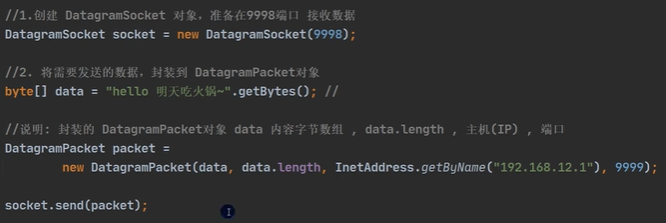 //1.创建 DatagramSocket 对象，准备在9998端口 接收数据
DatagramSocket socket = new DatagramSocket(9998);
//2. 将需要发送的数据，封装到 DatagramPacket对象
byte[] data = "hello 明天吃火锅~".getBytes(); //
//说明: 封装的 DatagramPacket对象 data 内容字节数组 , data.length , 主机(IP) , 端口
DatagramPacket packet =
new DatagramPacket(data, data.length, InetAddress.getByName("192.168.12.1"), 9999);
socket.send(packet);